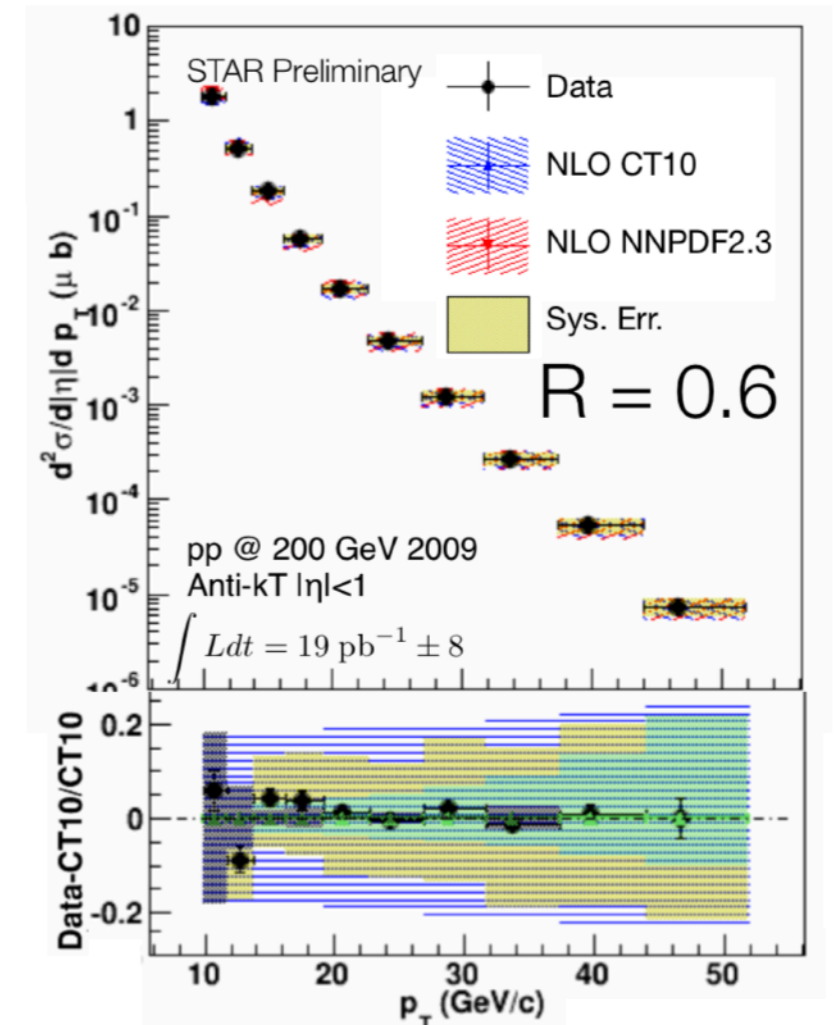 10
STAR Preliminary
Data
1
NLO CT10
10-1
NLO NNPDF2.3
10-2
Sys. Err.
R = 0.6
10-3
10-4
pp @ 200 GeV 2009
Anti-kT |η|<1
10-5
∫ Ldt = 19 pb−1 ± 8
d2σ/d|η|d pT (μ b)
0.2
0
-0.2
Data-CT10/CT10
10 20 30 40 50
pT (GeV/c)